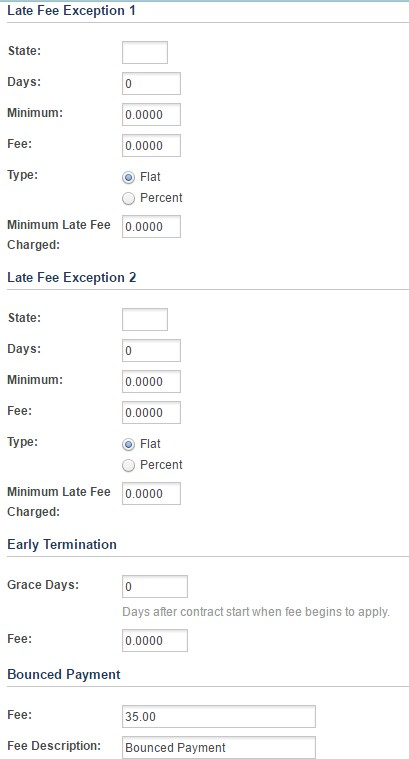 Late Fee Exception 1
State:
Days: 0
Minimum: 0.0000
Fee: 0.0000
Type: Flat
Percent
Minimum Late Fee 0.0000
Charged:
Late Fee Exception 2
State:
Days: 0
Minimum: 0.0000
Fee: 0.0000
Type: Flat
Percent
Minimum Late Fee 0.0000
Charged:
Early Termination
Grace Days: 0
Days after contract start when fee begins to apply.
Fee: 0.0000
Bounced Payment
Fee: 35.00
Fee Description: Bounced Payment